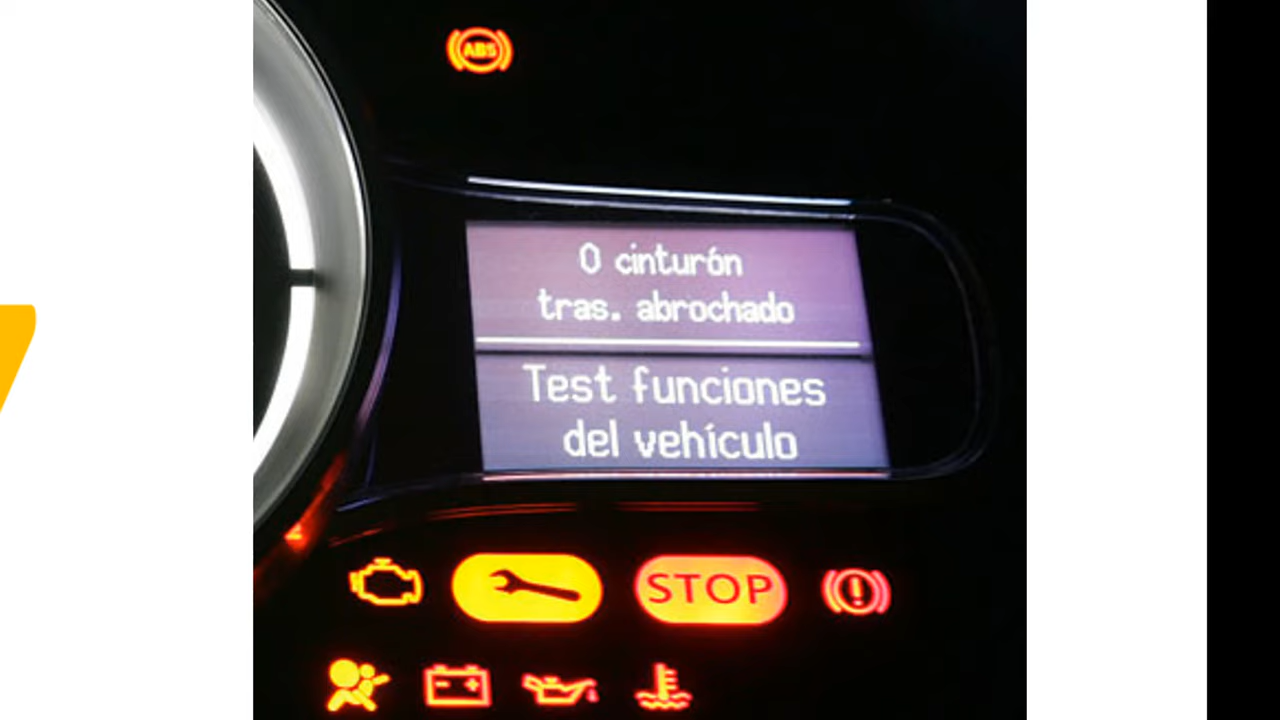 ABS
0 cinturón
tras. abrochado
Test funciones
del vehículo
STOP